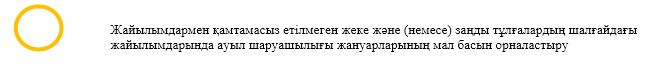 Жайылымдармен қамтамасыз етілмеген жеке және (немесе) заңды тұлғалардың шалғайдағы
жайылымдарында ауыл шаруашылығы жануарларының мал басын орналастыру